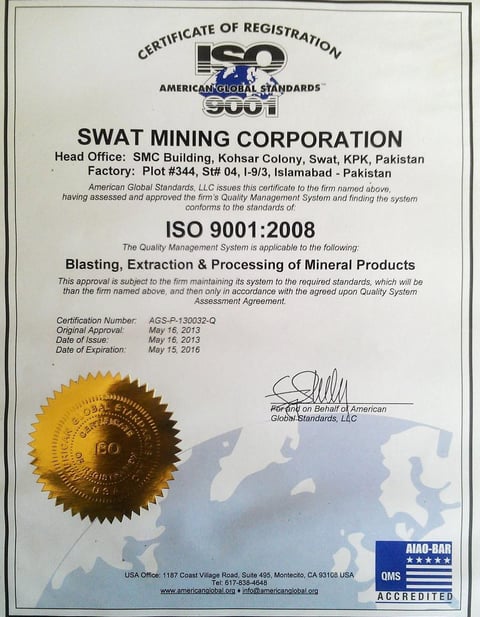 CERTIFICATE OF REGISTRATION
ISO
AMERICAN GLOBAL STANDARDS™
9001
SWAT MINING CORPORATION
Head Office: SMC Building, Kohsar Colony, Swat, KPK, Pakistan
Factory: Plot #344, St# 04, I-9/3, Islamabad - Pakistan
American Global Standards, LLC issues this certificate to the firm named above,
having assessed and approved the firm's Quality Management System and finding the system
conforms to the standards of:
ISO 9001:2008
The Quality Management System is applicable to the following:
Blasting, Extraction & Processing of Mineral Products
This approval is subject to the firm maintaining its system to the required standards, which will be
than the firm named above, and then only in accordance with the agreed upon Quality System
Assessment Agreement.
Certification Number: AGS-P-130032-Q
Original Approval: May 16, 2013
Date of Issue: May 16, 2013
Date of Expiration: May 15, 2016
For and on Behalf of American
Global Standards, LLC
AMERICAN GLOBAL STANDARDS
CERTIFICATE
ISO
OF REGISTRATION
USA
USA Office: 1187 Coast Village Road, Suite 495, Montecito, CA 93108 USA
Tel: 617-838-4648
www.americanglobal.org • info@americanglobal.org
AIAO-BAR
QMS
ACCREDITED